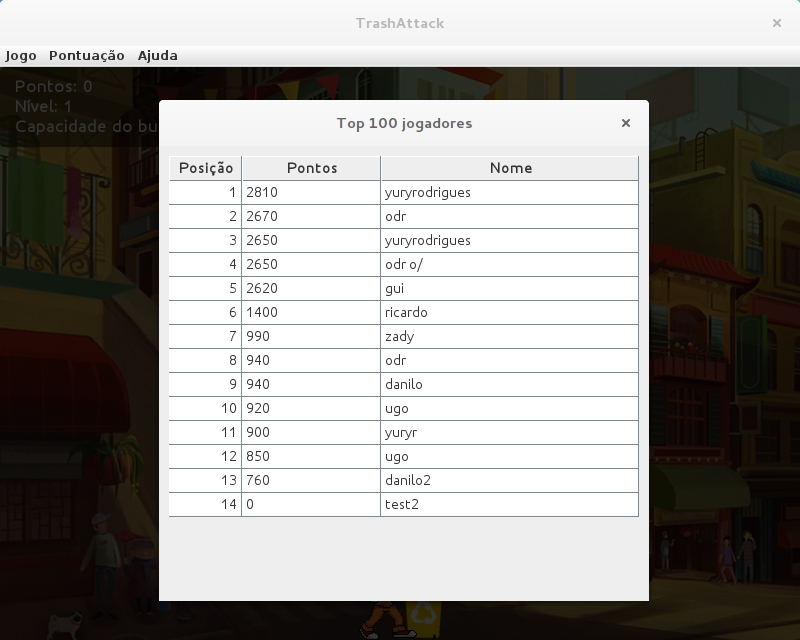 TrashAttack
Jogo Pontuação Ajuda
Pontos: 0
Nível: 1
Capacidade do
Top 100 jogadores
Posição Pontos Nome
1 2810 yuryrodrigues
2 2670 odr
3 2650 yuryrodrigues
4 2650 odr o/
5 2620 gui
6 1400 ricardo
7 990 zady
8 940 odr
9 940 danilo
10 920 ugo
11 900 yuryr
12 850 ugo
13 760 danilo2
14 0 test2